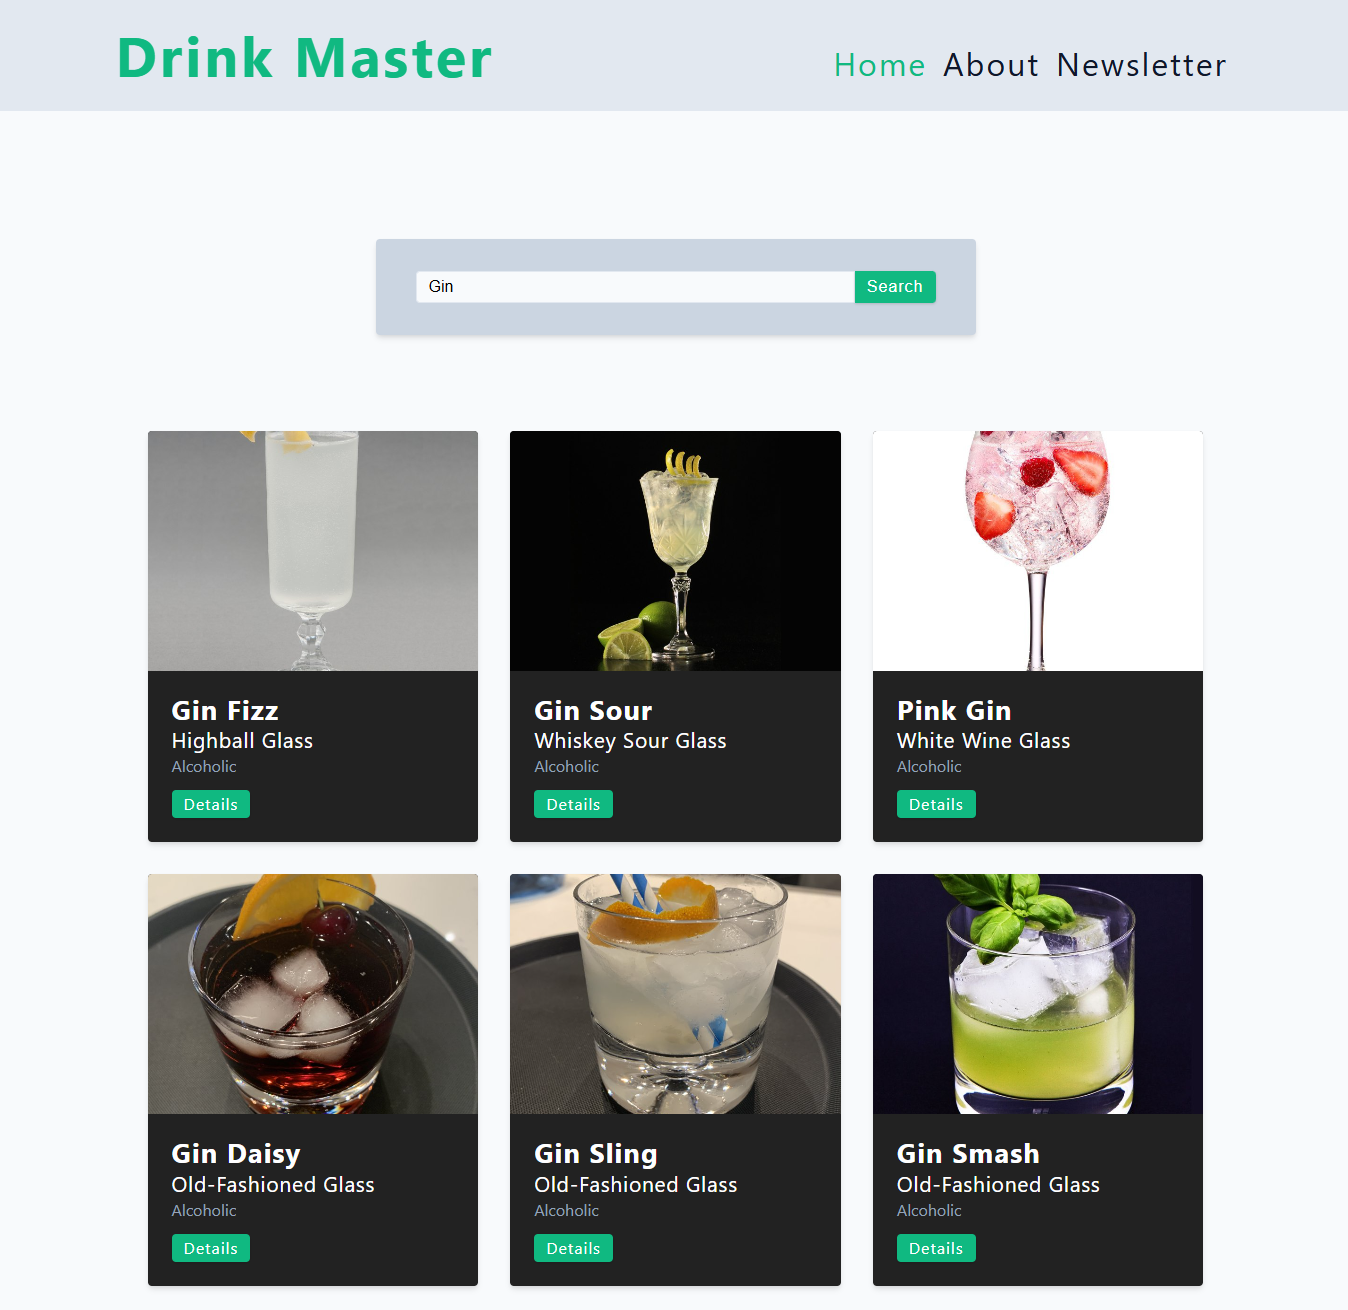 Drink Master
Home About Newsletter
Gin
Search
Gin Fizz
Highball Glass
Alcoholic
Details
Gin Sour
Whiskey Sour Glass
Alcoholic
Details
Pink Gin
White Wine Glass
Alcoholic
Details
Gin Daisy
Old-Fashioned Glass
Alcoholic
Details
Gin Sling
Old-Fashioned Glass
Alcoholic
Details
Gin Smash
Old-Fashioned Glass
Alcoholic
Details